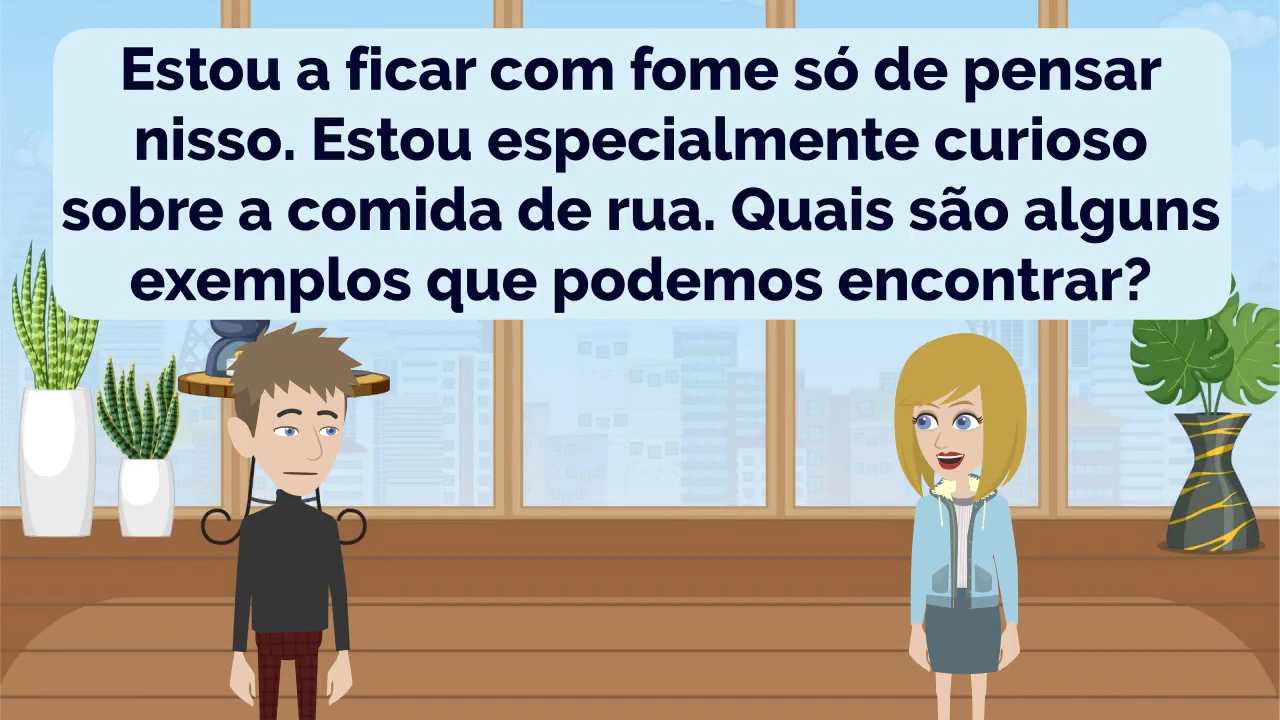 Estou a ficar com fome só de pensar
nisso. Estou especialmente curioso
sobre a comida de rua. Quais são alguns
exemplos que podemos encontrar?